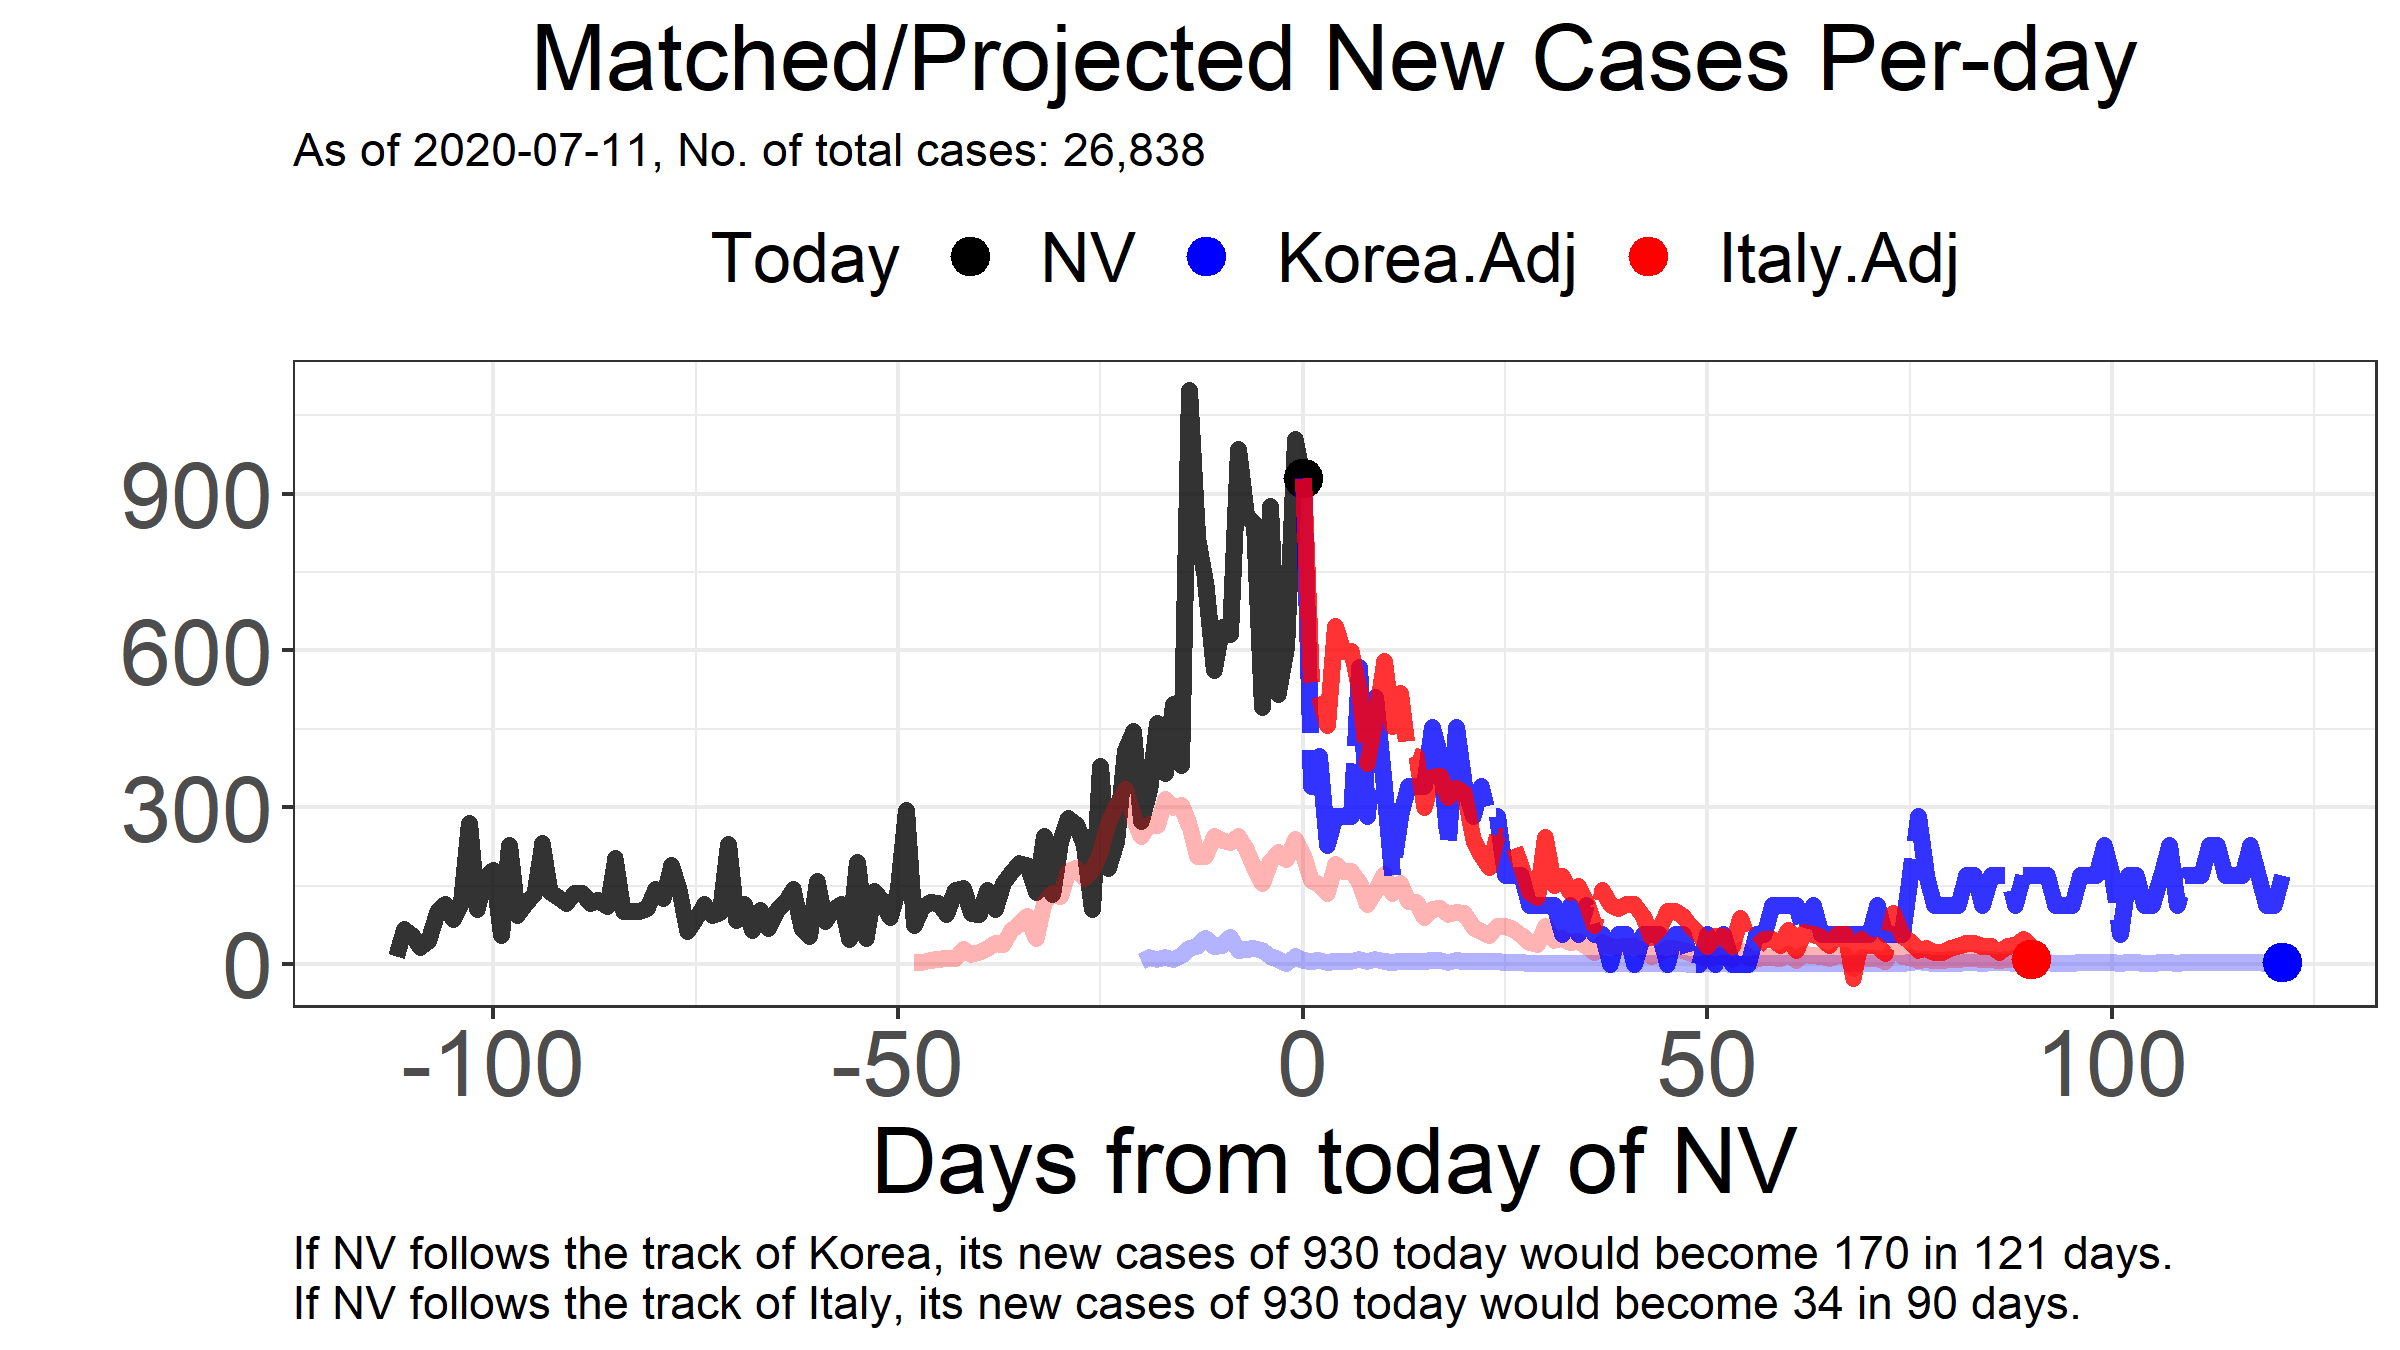 Matched/Projected New Cases Per-day
As of 2020-07-11, No. of total cases: 26,838
Today NV Korea.Adj Italy.Adj
900
600
300
0
-100 -50 0 50 100
Days from today of NV
If NV follows the track of Korea, its new cases of 930 today would become 170 in 121 days.
If NV follows the track of Italy, its new cases of 930 today would become 34 in 90 days.